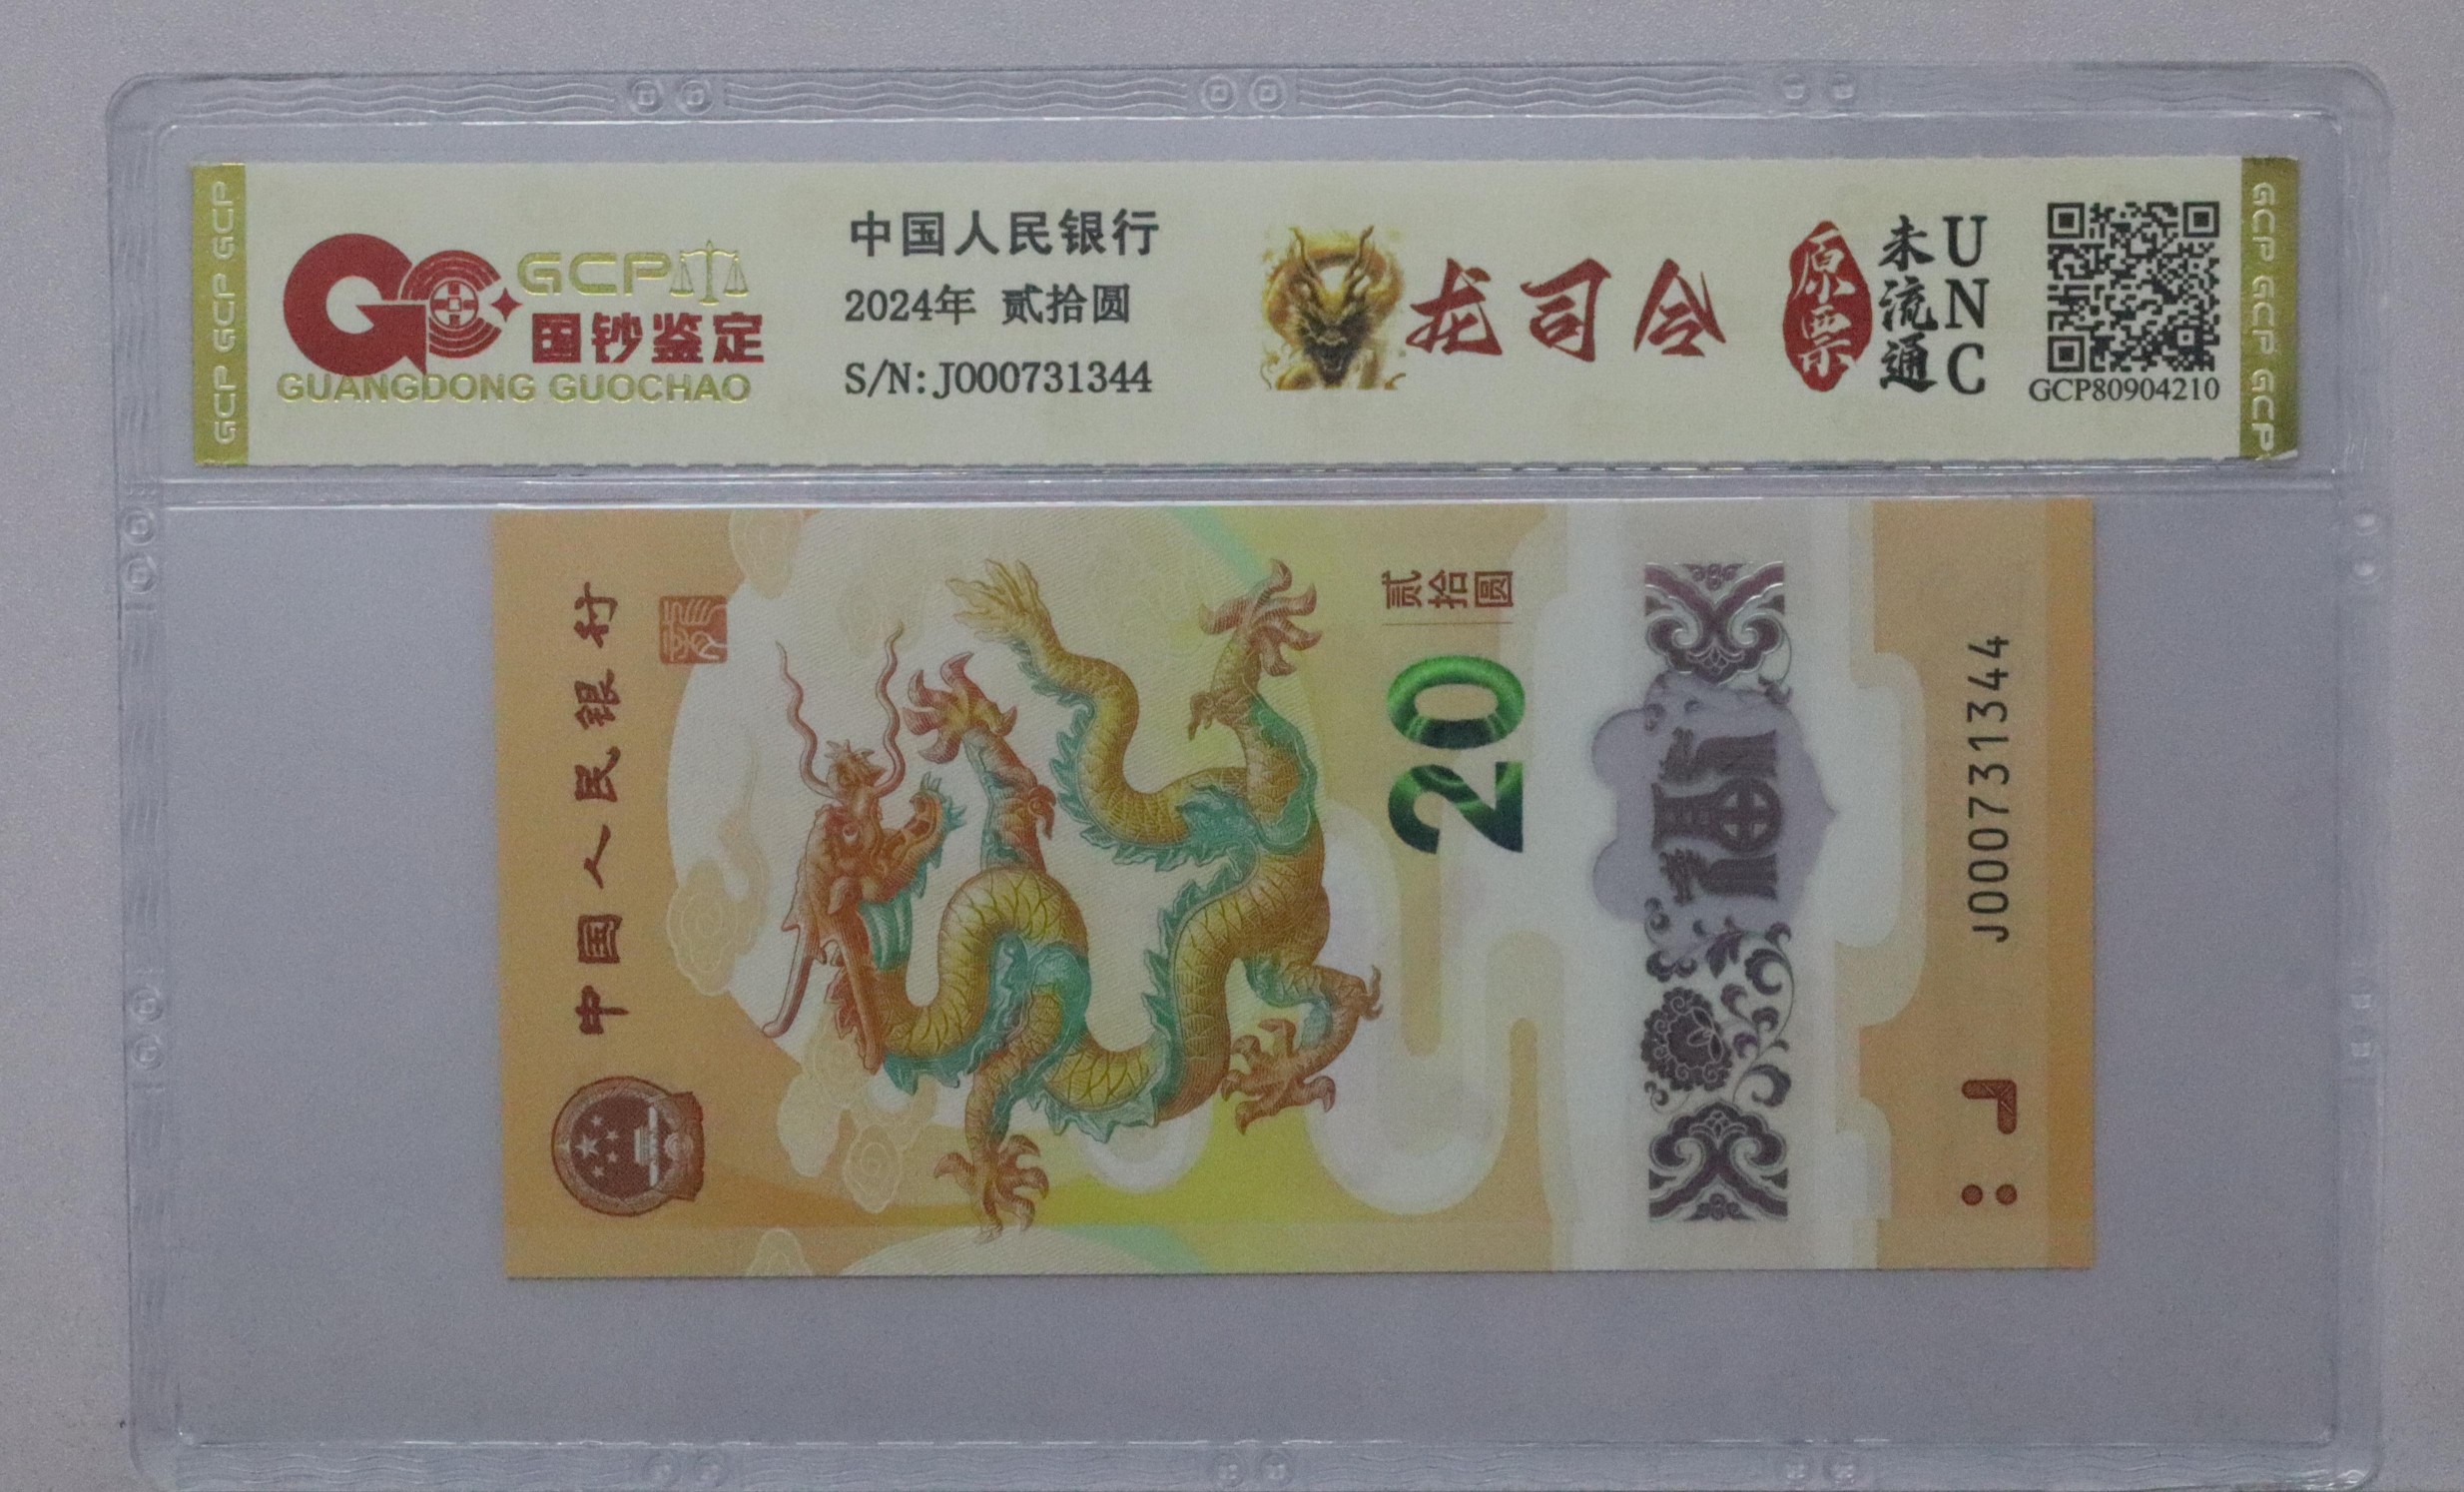 GCP GCP GCP
GCP
国钞鉴定
GUANGDONG GUOCHAO
中国人民银行
2024年 贰拾圆
S/N: J000731344
龙司令
原票
未流通
UNC
GCP80904210
GCP GCP GCP GCP
中国人民银行
贰拾圆
20
福
J000731344